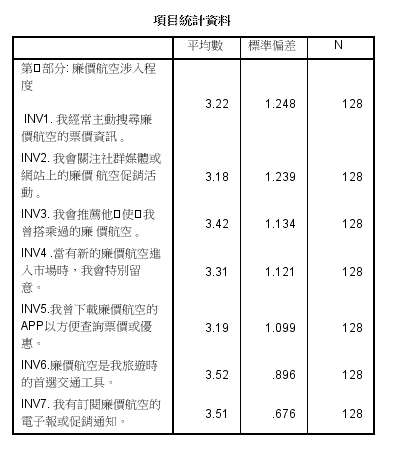 項目統計資料
平均數 標準偏差 N
第▯部分: 廉價航空涉入程
度
3.22 1.248 128
INV1. 我經常主動搜尋廉
價航空的票價資訊。
INV2. 我會關注社群媒體或
網站上的廉價 航空促銷活
動。
3.18 1.239 128
INV3. 我會推薦他▯使▯我
曾搭乘過的廉 價航空。
3.42 1.134 128
INV4 .當有新的廉價航空進
入市場時，我會特別留
意。
3.31 1.121 128
INV5.我曾下載廉價航空的
APP以方便查詢票價或優
惠。
3.19 1.099 128
INV6.廉價航空是我旅遊時
的首選交通工具。
3.52 .896 128
INV7. 我有訂閱廉價航空的
電子報或促銷通知。
3.51 .676 128